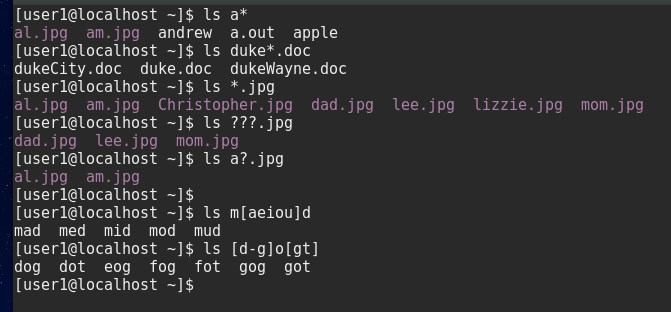 [user1@localhost ~]$ ls a*
al.jpg  am.jpg  andrew  a.out  apple
[user1@localhost ~]$ ls duke*.doc
dukeCity.doc  duke.doc  dukeWayne.doc
[user1@localhost ~]$ ls *.jpg
al.jpg  am.jpg  Christopher.jpg  dad.jpg  lee.jpg  lizzie.jpg  mom.jpg
[user1@localhost ~]$ ls ???.jpg
dad.jpg  lee.jpg  mom.jpg
[user1@localhost ~]$ ls a?.jpg
al.jpg  am.jpg
[user1@localhost ~]$
[user1@localhost ~]$ ls m[aeiou]d
mad  med  mid  mod  mud
[user1@localhost ~]$ ls [d-g]o[gt]
dog  dot  eog  fog  fot  gog  got
[user1@localhost ~]$